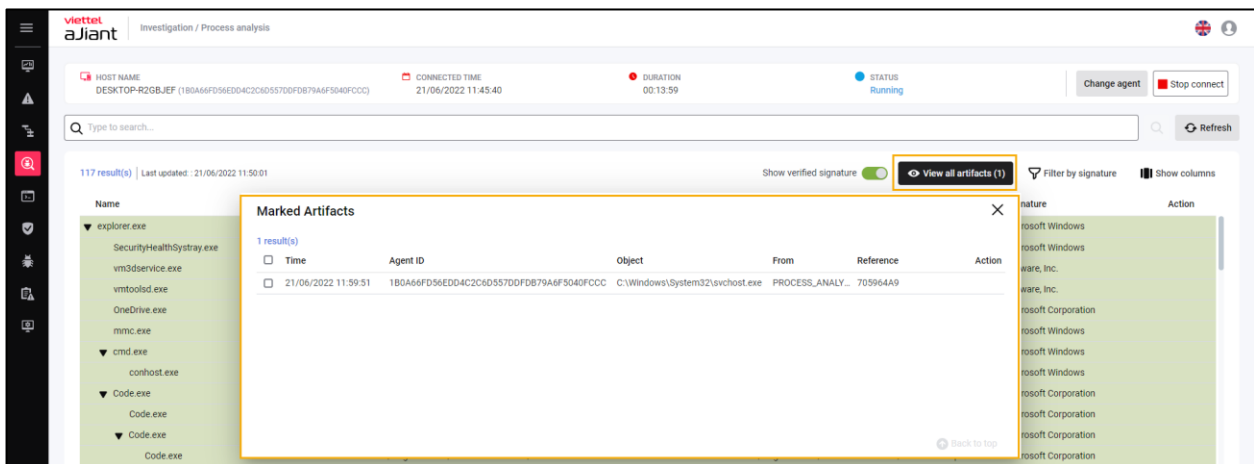 viettel
aJiant
Investigation / Process analysis
HOST NAME
DESKTOP-R2GBJEF (1B0A66FD56EDD4C2C6D557DDFDB79A6F5040FCCC)
CONNECTED TIME
21/06/2022 11:45:40
DURATION
00:13:59
STATUS
Running
Change agent
Stop connect
Type to search...
Refresh
117 result(s) Last updated: : 21/06/2022 11:50:01
Show verified signature
View all artifacts (1)
Filter by signature
Show columns
Name
nature
Action
explorer.exe
rosoft Windows
SecurityHealthSystray.exe
rosoft Windows
vm3dservice.exe
ware, Inc.
vmtoolsd.exe
ware, Inc.
OneDrive.exe
rosoft Corporation
mmc.exe
rosoft Windows
cmd.exe
rosoft Windows
conhost.exe
rosoft Windows
Code.exe
rosoft Corporation
Code.exe
rosoft Corporation
Code.exe
rosoft Corporation
Code.exe
rosoft Corporation
Marked Artifacts
1 result(s)
Time Agent ID Object From Reference Action
21/06/2022 11:59:51 1B0A66FD56EDD4C2C6D557DDFDB79A6F5040FCCC C:\Windows\System32\svchost.exe PROCESS_ANALY... 705964A9
Back to top